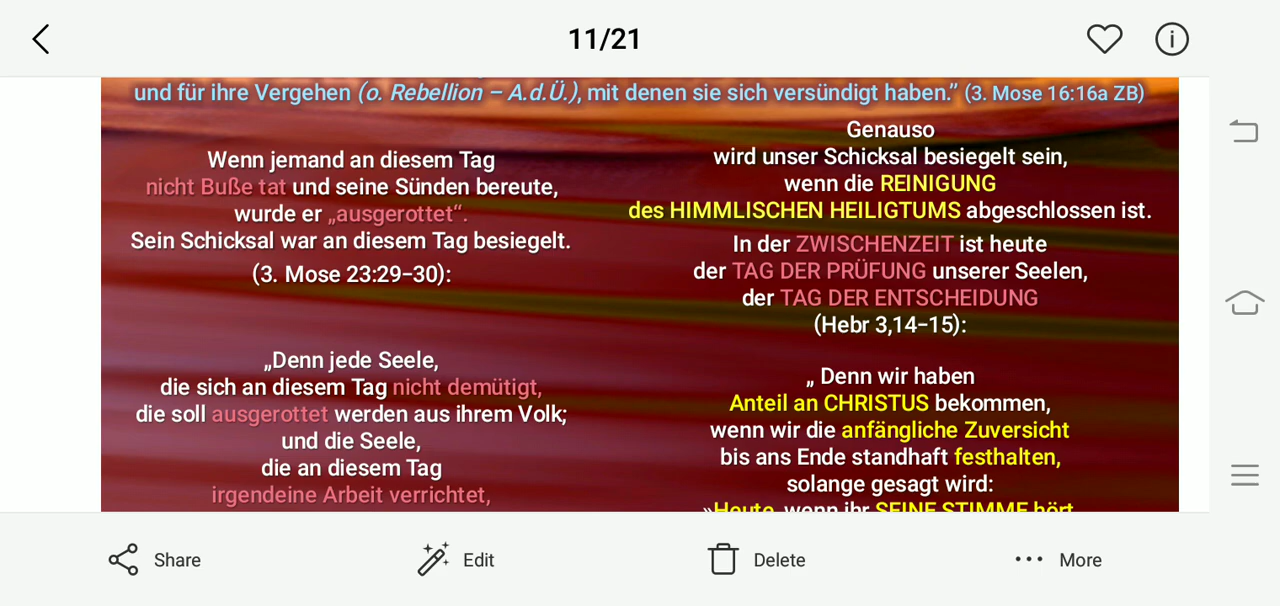 11/21
und für ihre Vergehen (o. Rebellion – A.d.Ü.), mit denen sie sich versündigt haben.” (3. Mose 16:16a ZB)
Wenn jemand an diesem Tag
nicht Buße tat und seine Sünden bereute,
wurde er „ausgerottet“.
Sein Schicksal war an diesem Tag besiegelt.
(3. Mose 23:29–30):
„Denn jede Seele,
die sich an diesem Tag nicht demütigt,
die soll ausgerottet werden aus ihrem Volk;
und die Seele,
die an diesem Tag
irgendeine Arbeit verrichtet,
Genauso
wird unser Schicksal besiegelt sein,
wenn die REINIGUNG
des HIMMLISCHEN HEILIGTUMS abgeschlossen ist.
In der ZWISCHENZEIT ist heute
der TAG DER PRÜFUNG unserer Seelen,
der TAG DER ENTSCHEIDUNG
(Hebr 3,14–15):
„ Denn wir haben
Anteil an CHRISTUS bekommen,
wenn wir die anfängliche Zuversicht
bis ans Ende standhaft festhalten,
solange gesagt wird:
»Heute, wenn ihr SEINE STIMME hört
Share
Edit
Delete
More